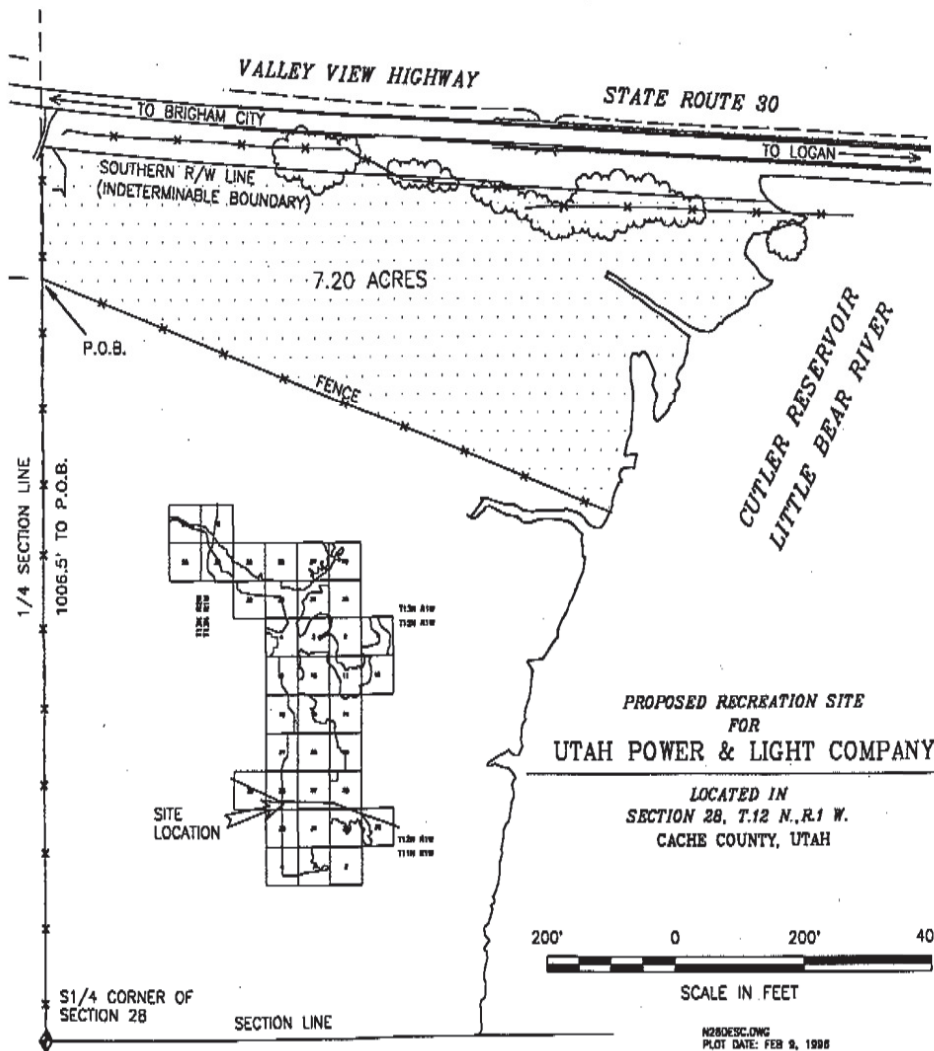 VALLEY VIEW HIGHWAY
STATE ROUTE 30
TO BRIGHAM CITY
TO LOGAN
SOUTHERN R/W LINE
(INDETERMINABLE BOUNDARY)
7.20 ACRES
P.O.B.
FENCE
CUTLER RESERVOIR
LITTLE BEAR RIVER
1/4 SECTION LINE
1006.5' TO P.O.B.
SITE
LOCATION
PROPOSED RECREATION SITE
FOR
UTAH POWER & LIGHT COMPANY
LOCATED IN
SECTION 28, T.12 N.,R.1 W.
CACHE COUNTY, UTAH
200' 0 200' 40
SCALE IN FEET
S1/4 CORNER OF
SECTION 28
SECTION LINE
N28DESC.DWG
PLOT DATE: FEB 9,